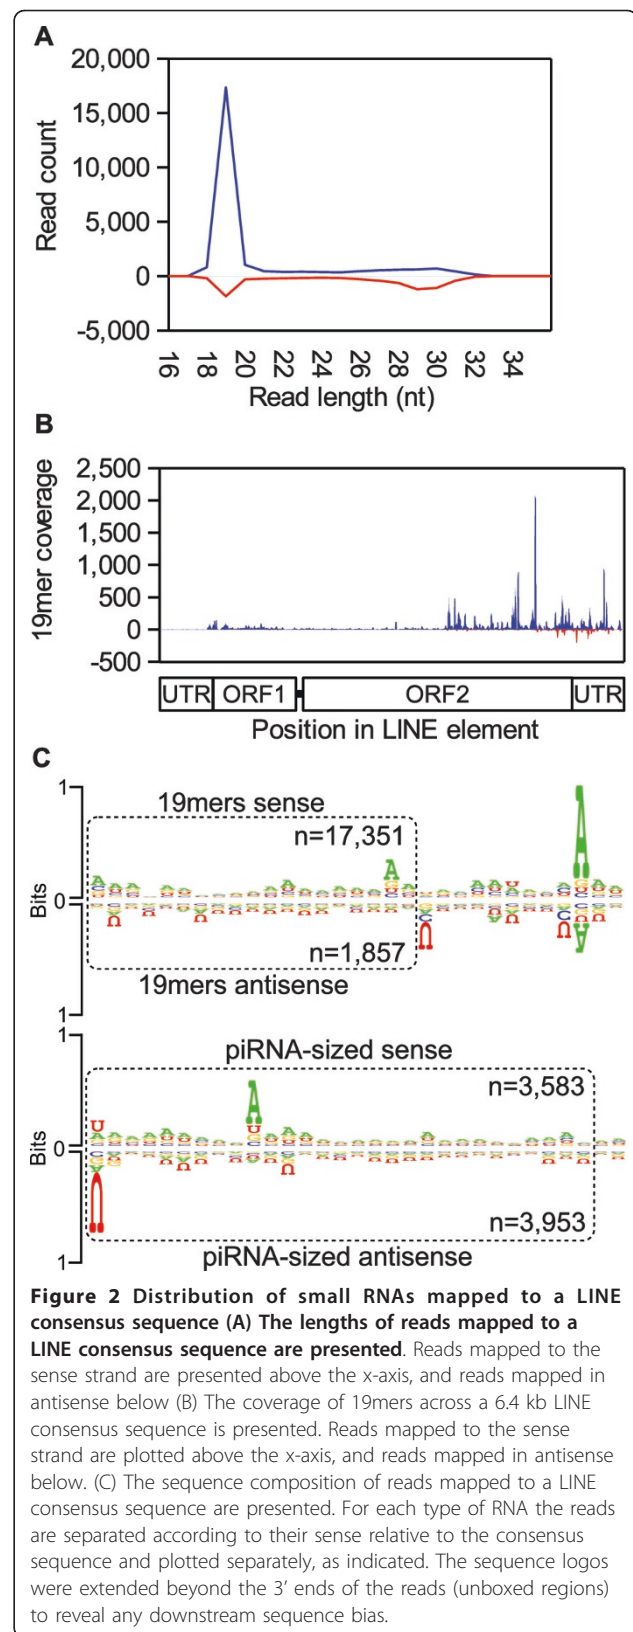 A
20,000
15,000
10,000
5,000
0
-5,000
Read count
16 18 20 22 24 26 28 30 32 34
Read length (nt)
B
2,500
2,000
1,500
1,000
500
0
-500
19mer coverage
UTR ORF1 ORF2 UTR
Position in LINE element
C
1
19mers sense
n=17,351
Bits
0
n=1,857
19mers antisense
1
1
piRNA-sized sense
n=3,583
Bits
0
n=3,953
piRNA-sized antisense
1
Figure 2 Distribution of small RNAs mapped to a LINE
consensus sequence (A) The lengths of reads mapped to a
LINE consensus sequence are presented. Reads mapped to the
sense strand are presented above the x-axis, and reads mapped in
antisense below (B) The coverage of 19mers across a 6.4 kb LINE
consensus sequence is presented. Reads mapped to the sense
strand are plotted above the x-axis, and reads mapped in antisense
below. (C) The sequence composition of reads mapped to a LINE
consensus sequence are presented. For each type of RNA the reads
are separated according to their sense relative to the consensus
sequence and plotted separately, as indicated. The sequence logos
were extended beyond the 3’ ends of the reads (unboxed regions)
to reveal any downstream sequence bias.